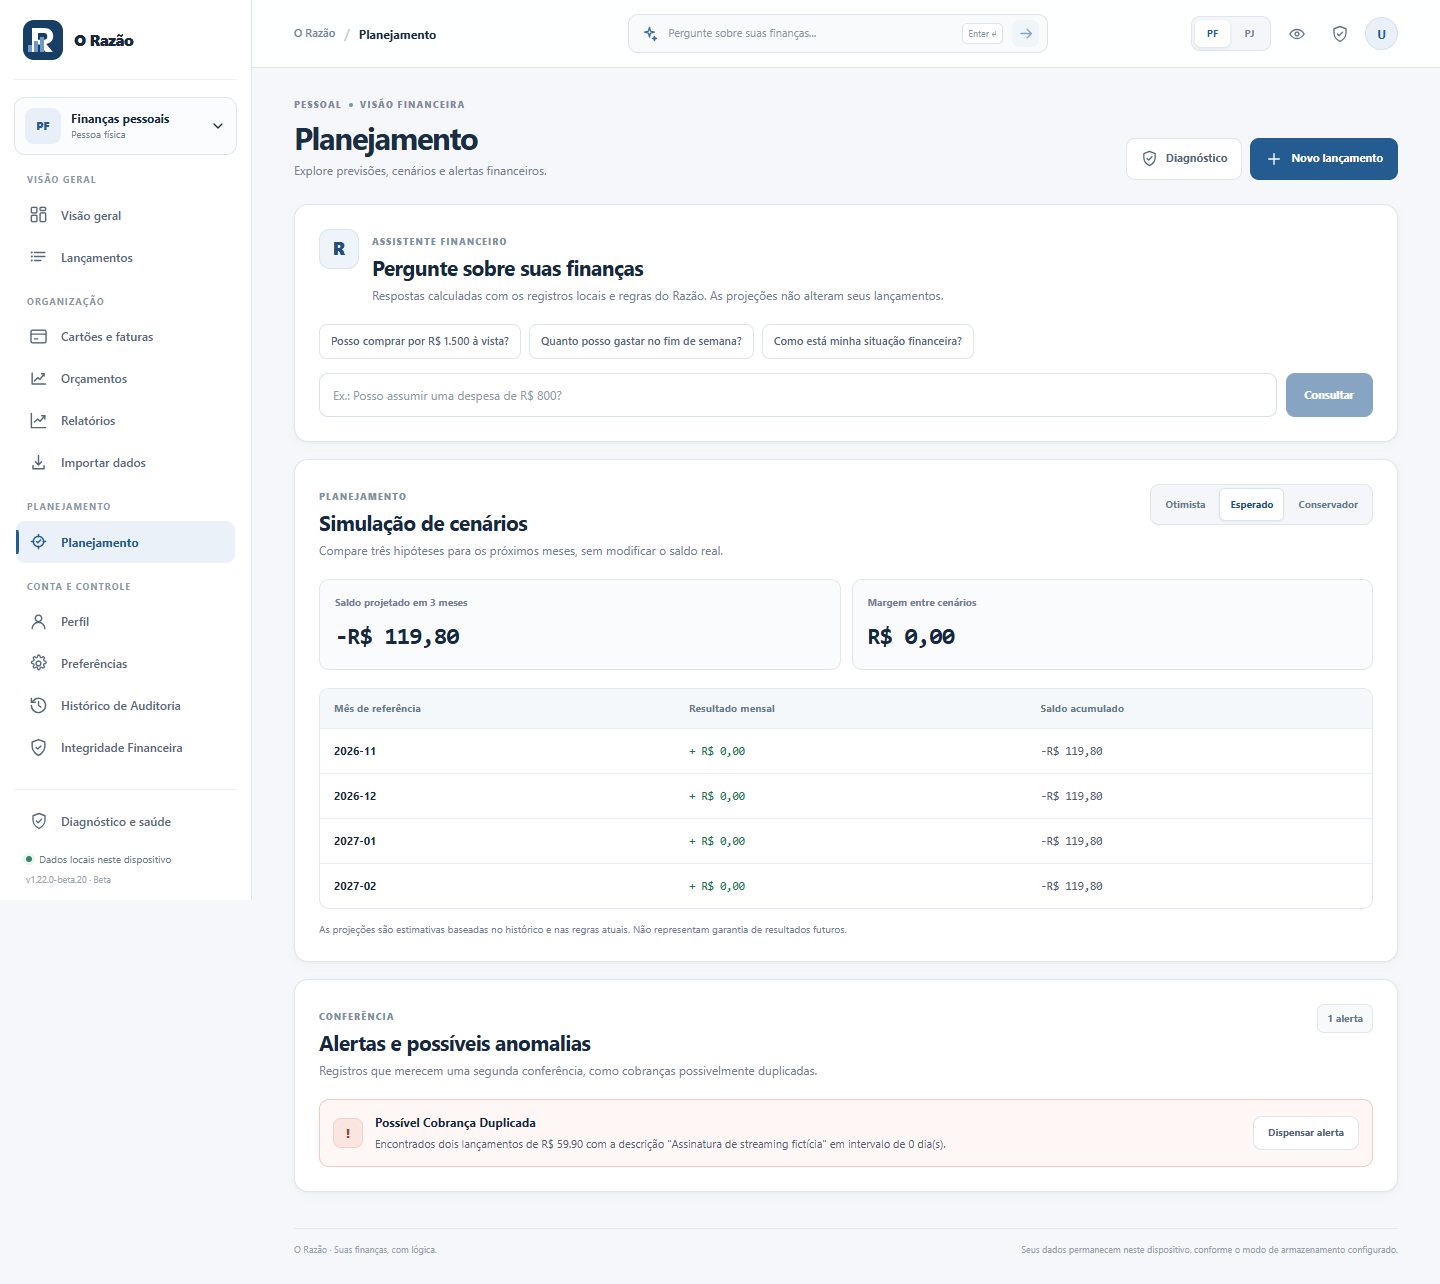 O Razão
PF
Finanças pessoais
Pessoa física
VISÃO GERAL
Visão geral
Lançamentos
ORGANIZAÇÃO
Cartões e faturas
Orçamentos
Relatórios
Importar dados
PLANEJAMENTO
Planejamento
CONTA E CONTROLE
Perfil
Preferências
Histórico de Auditoria
Integridade Financeira
Diagnóstico e saúde
Dados locais neste dispositivo
v1.22.0-beta.20 · Beta
O Razão / Planejamento
Pergunte sobre suas finanças...
Enter ↲
PF PJ
U
PESSOAL • VISÃO FINANCEIRA
Planejamento
Explore previsões, cenários e alertas financeiros.
Diagnóstico
Novo lançamento
R
ASSISTENTE FINANCEIRO
Pergunte sobre suas finanças
Respostas calculadas com os registros locais e regras do Razão. As projeções não alteram seus lançamentos.
Posso comprar por R$ 1.500 à vista?
Quanto posso gastar no fim de semana?
Como está minha situação financeira?
Ex.: Posso assumir uma despesa de R$ 800?
Consultar
PLANEJAMENTO
Simulação de cenários
Compare três hipóteses para os próximos meses, sem modificar o saldo real.
Otimista Esperado Conservador
Saldo projetado em 3 meses
-R$ 119,80
Margem entre cenários
R$ 0,00
Mês de referência Resultado mensal Saldo acumulado
2026-11 + R$ 0,00 -R$ 119,80
2026-12 + R$ 0,00 -R$ 119,80
2027-01 + R$ 0,00 -R$ 119,80
2027-02 + R$ 0,00 -R$ 119,80
As projeções são estimativas baseadas no histórico e nas regras atuais. Não representam garantia de resultados futuros.
CONFERÊNCIA
Alertas e possíveis anomalias
Registros que merecem uma segunda conferência, como cobranças possivelmente duplicadas.
1 alerta
!
Possível Cobrança Duplicada
Encontrados dois lançamentos de R$ 59.90 com a descrição "Assinatura de streaming fictícia" em intervalo de 0 dia(s).
Dispensar alerta
O Razão · Suas finanças, com lógica.
Seus dados permanecem neste dispositivo, conforme o modo de armazenamento configurado.